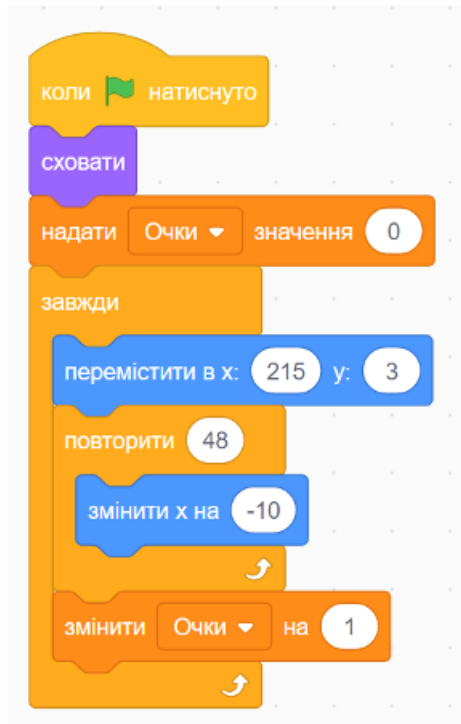 коли натиснуто
сховати
надати Очки значення 0
завжди
перемістити в x: 215 y: 3
повторити 48
змінити x на -10
змінити Очки на 1